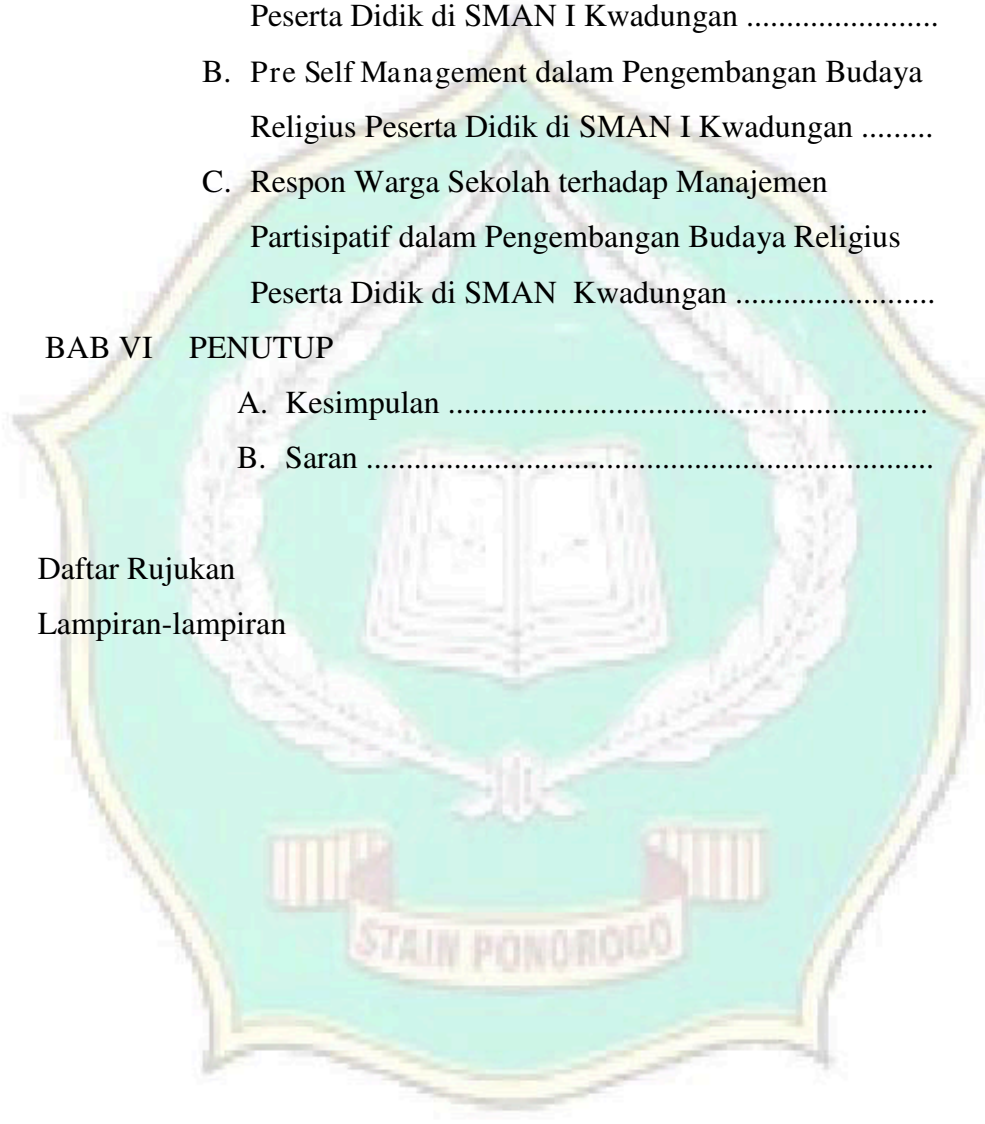 Peserta Didik di SMAN I Kwadungan ........................
B. Pre Self Management dalam Pengembangan Budaya
Religius Peserta Didik di SMAN I Kwadungan .........
C. Respon Warga Sekolah terhadap Manajemen
Partisipatif dalam Pengembangan Budaya Religius
Peserta Didik di SMAN  Kwadungan .........................
BAB VI PENUTUP
A. Kesimpulan ............................................................
B. Saran .......................................................................
Daftar Rujukan
Lampiran-lampiran
STAIN PONOROGO